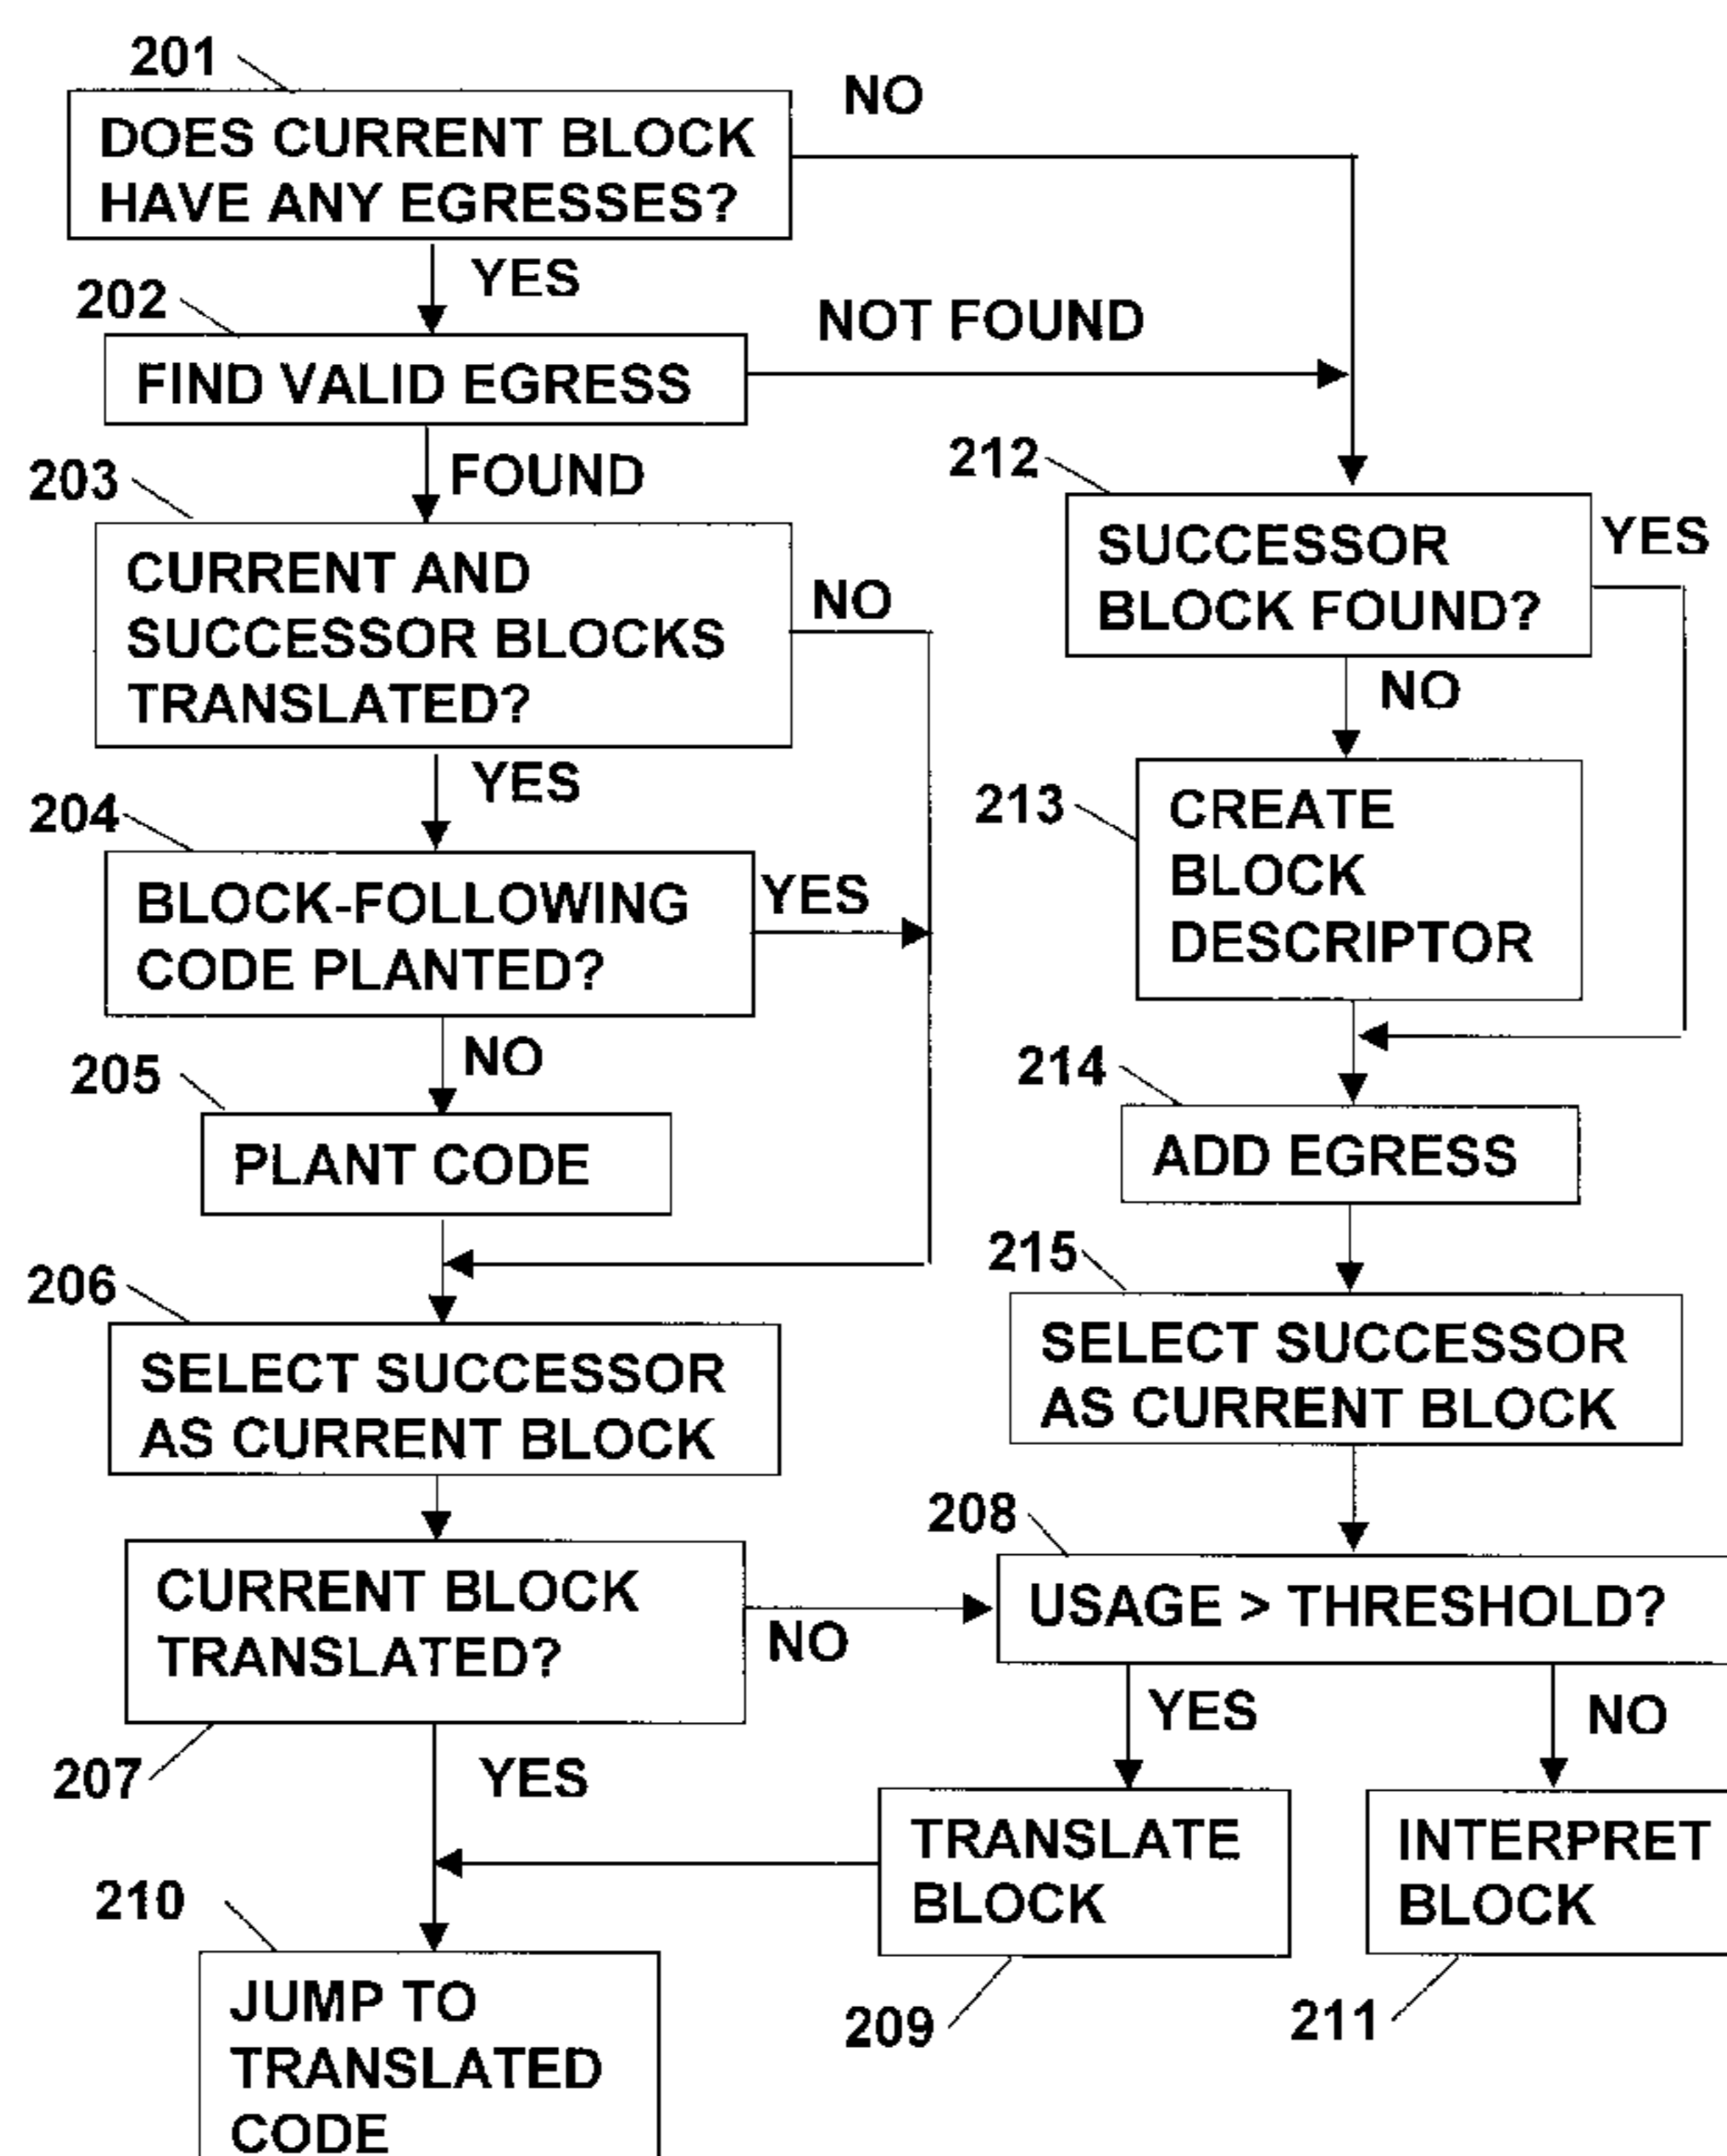 201
NO
DOES CURRENT BLOCK
HAVE ANY EGRESSES?
YES
202
NOT FOUND
FIND VALID EGRESS
FOUND
203
CURRENT AND
SUCCESSOR BLOCKS
TRANSLATED?
NO
YES
204
BLOCK-FOLLOWING
CODE PLANTED?
YES
NO
205
PLANT CODE
206
SELECT SUCCESSOR
AS CURRENT BLOCK
CURRENT BLOCK
TRANSLATED?
NO
207
YES
210
JUMP TO
TRANSLATED
CODE
212
SUCCESSOR
BLOCK FOUND?
YES
NO
213
CREATE
BLOCK
DESCRIPTOR
214
ADD EGRESS
215
SELECT SUCCESSOR
AS CURRENT BLOCK
208
USAGE > THRESHOLD?
YES
NO
TRANSLATE
BLOCK
209
INTERPRET
BLOCK
211